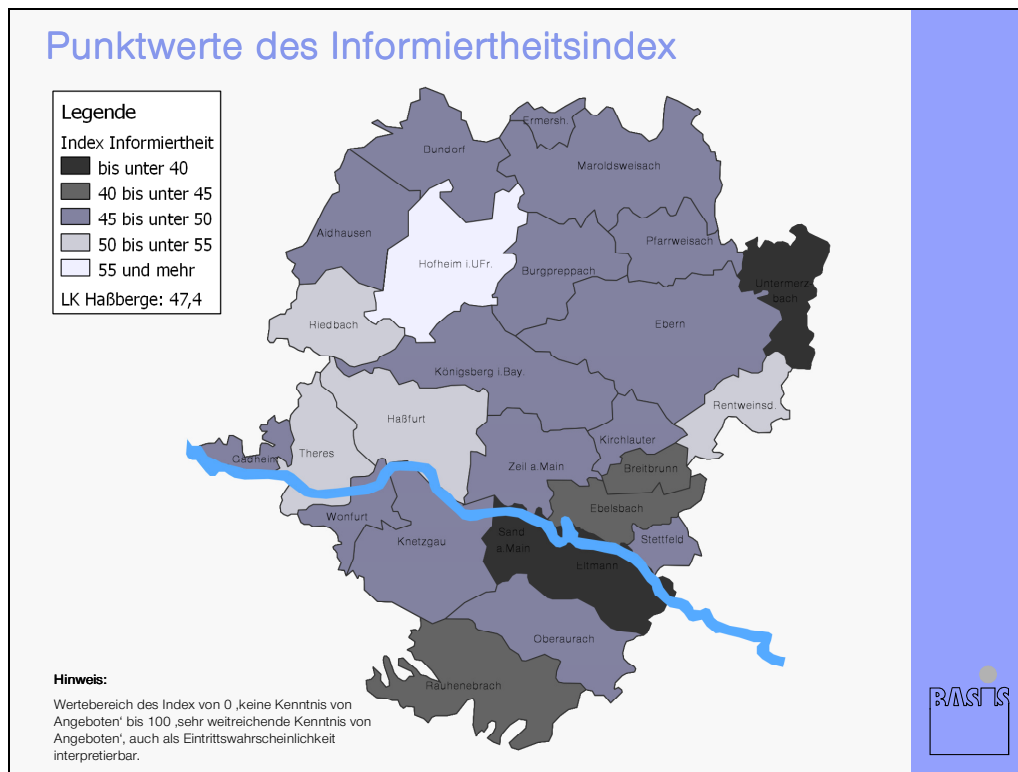 Punktwerte des Informiertheitsindex
Legende
Index Informiertheit
bis unter 40
40 bis unter 45
45 bis unter 50
50 bis unter 55
55 und mehr
LK Haßberge: 47,4
Ermersh.
Bundorf
Maroldsweisach
Aidhausen
Pfarrweisach
Hofheim i.UFr.
Burgpreppach
Untermerz-
bach
Riedbach
Ebern
Königsberg i.Bay.
Rentweinsd.
Haßfurt
Kirchlauter
Theres
Gädheim
Zeil a.Main
Breitbrunn
Ebelsbach
Wonfurt
Knetzgau
Sand
a.Main
Stettfeld
Eltmann
Oberaurach
Rauhenebrach
Hinweis:
Wertebereich des Index von 0 ‚keine Kenntnis von
Angeboten‘ bis 100 ‚sehr weitreichende Kenntnis von
Angeboten‘, auch als Eintrittswahrscheinlichkeit
interpretierbar.
BASIS